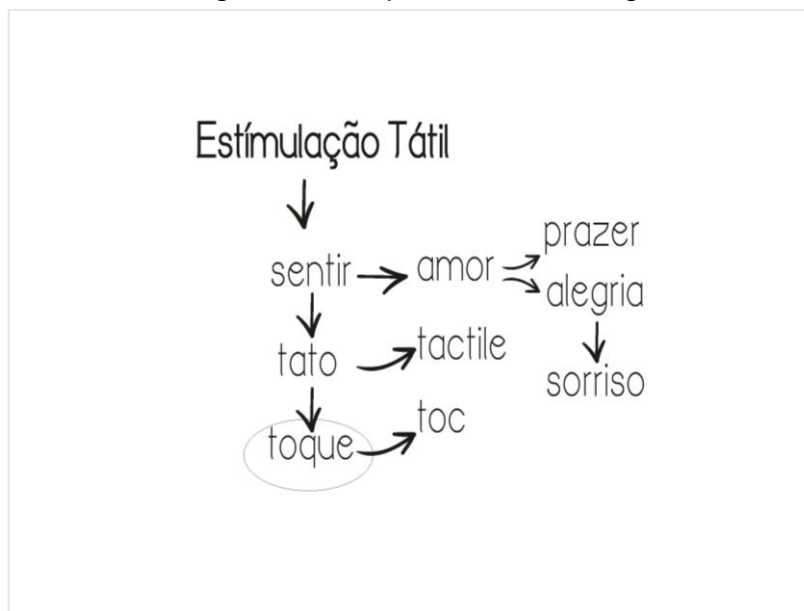 Estímulação Tátil
sentir
amor
prazer
alegria
sorriso
tato
tactile
toque
toc